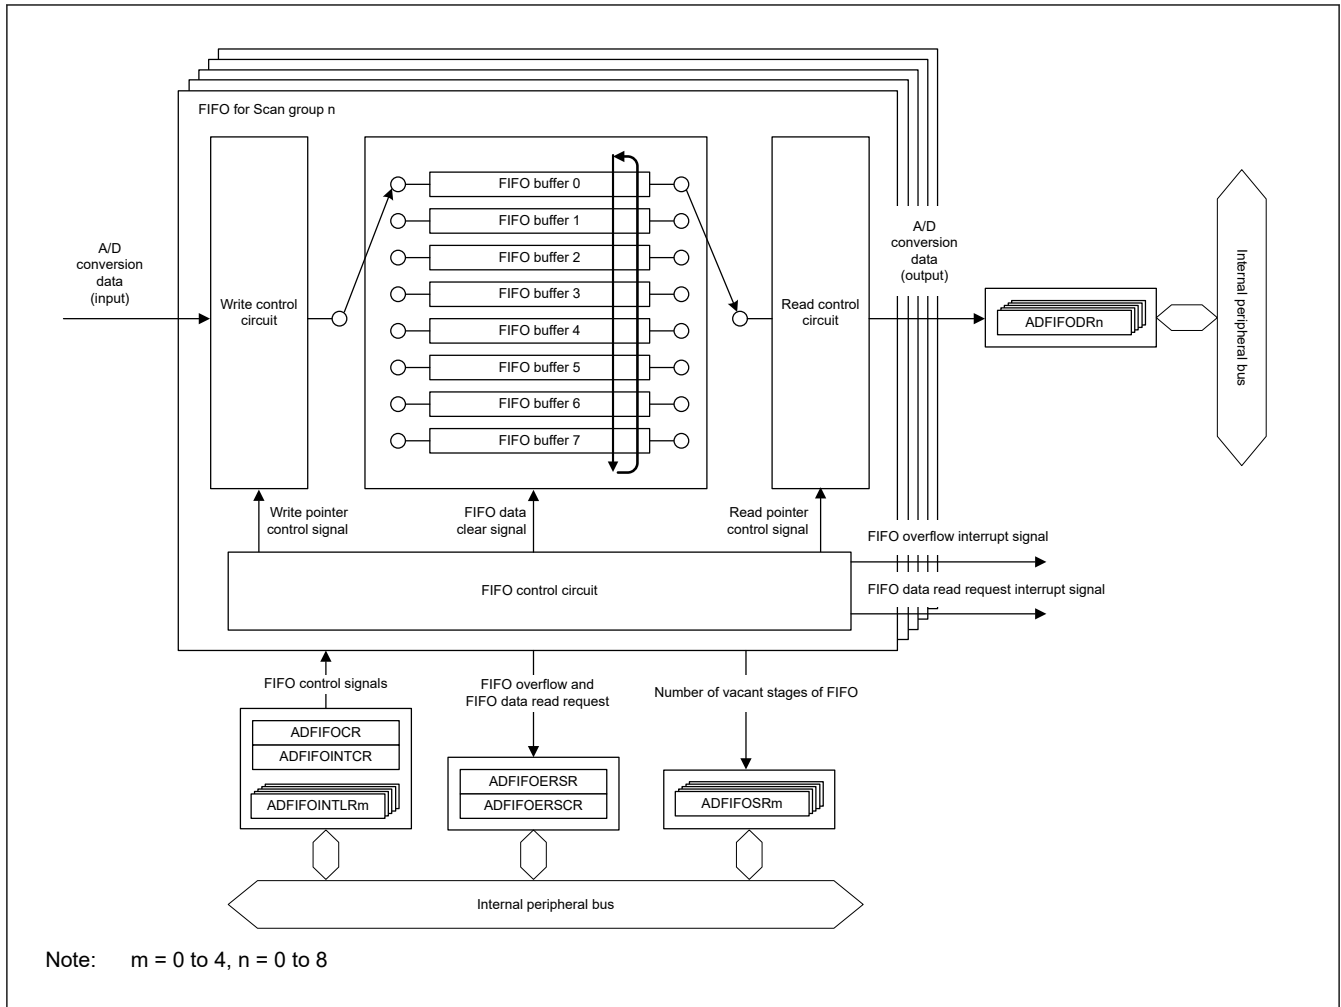 FIFO for Scan group n
A/D
conversion
data
(input)
Write control
circuit
FIFO buffer 0
FIFO buffer 1
FIFO buffer 2
FIFO buffer 3
FIFO buffer 4
FIFO buffer 5
FIFO buffer 6
FIFO buffer 7
Read control
circuit
A/D
conversion
data
(output)
ADFIFODRn
Internal peripheral bus
Write pointer
control signal
FIFO data
clear signal
Read pointer
control signal
FIFO control circuit
FIFO overflow interrupt signal
FIFO data read request interrupt signal
FIFO control signals
FIFO overflow and
FIFO data read request
Number of vacant stages of FIFO
ADFIFOCR
ADFIFOINTCR
ADFIFOINTLRm
ADFIFOERSR
ADFIFOERSCR
ADFIFOSRm
Internal peripheral bus
Note: m = 0 to 4, n = 0 to 8